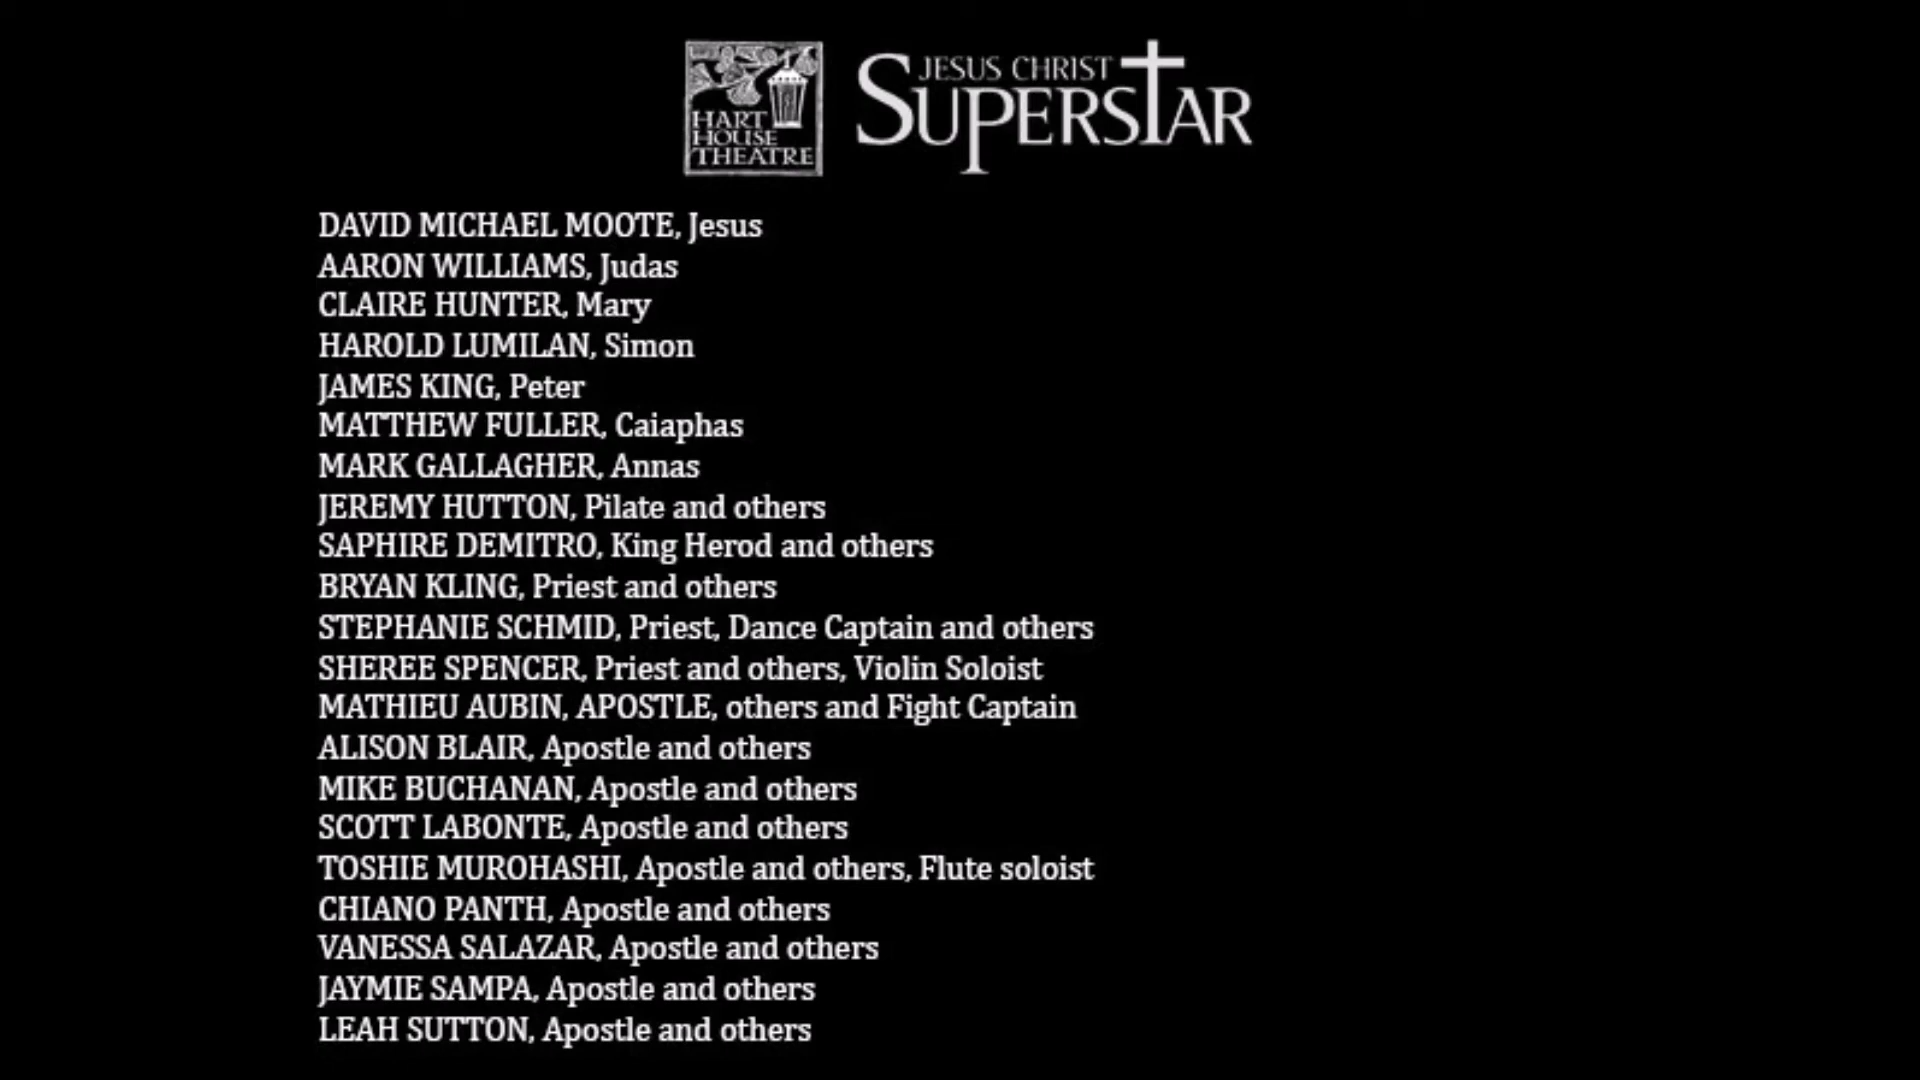 HART
HOUSE
THEATRE
JESUS CHRIST
SUPERSTAR
DAVID MICHAEL MOOTE, Jesus
AARON WILLIAMS, Judas
CLAIRE HUNTER, Mary
HAROLD LUMILAN, Simon
JAMES KING, Peter
MATTHEW FULLER, Caiaphas
MARK GALLAGHER, Annas
JEREMY HUTTON, Pilate and others
SAPHIRE DEMITRO, King Herod and others
BRYAN KLING, Priest and others
STEPHANIE SCHMID, Priest, Dance Captain and others
SHEREE SPENCER, Priest and others, Violin Soloist
MATHIEU AUBIN, APOSTLE, others and Fight Captain
ALISON BLAIR, Apostle and others
MIKE BUCHANAN, Apostle and others
SCOTT LABONTE, Apostle and others
TOSHIE MUROHASHI, Apostle and others, Flute soloist
CHIANO PANTH, Apostle and others
VANESSA SALAZAR, Apostle and others
JAYMIE SAMPA, Apostle and others
LEAH SUTTON, Apostle and others